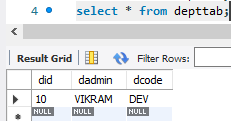 4 select * from depttab;
Result Grid Filter Rows:
did dadmin dcode
10 VIKRAM DEV
NULL NULL NULL